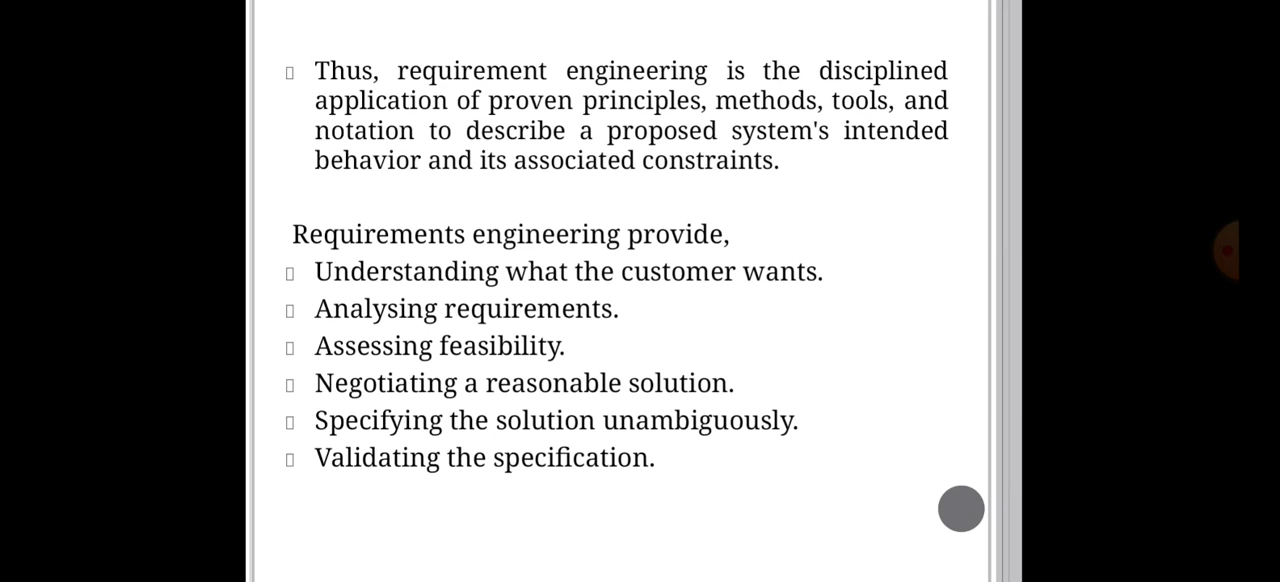 Thus, requirement engineering is the disciplined
application of proven principles, methods, tools, and
notation to describe a proposed system's intended
behavior and its associated constraints.
Requirements engineering provide,
Understanding what the customer wants.
Analysing requirements.
Assessing feasibility.
Negotiating a reasonable solution.
Specifying the solution unambiguously.
Validating the specification.